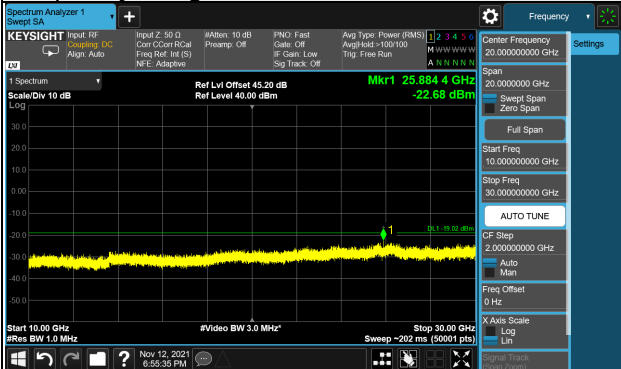 Spectrum Analyzer 1
Swept SA
Frequency
KEYSIGHT
Input: RF
Coupling: DC
Align: Auto
Input Z: 50 Ω
Corr CCorr RCal
Freq Ref: Int (S)
NFE: Adaptive
#Atten: 10 dB
Preamp: Off
PNO: Fast
Gate: Off
IF Gain: Low
Sig Track: Off
Avg Type: Power (RMS)
Avg|Hold:>100/100
Trig: Free Run
1 2 3 4 5 6
M W W W W W
A N N N N N
LXI
1 Spectrum
Scale/Div 10 dB
Ref Lvl Offset 45.20 dB
Ref Level 40.00 dBm
Mkr1 25.884 4 GHz
-22.68 dBm
Log
30.0
20.0
10.0
0.00
-10.0
-20.0
-30.0
-40.0
-50.0
1
DL1 -19.02 dBm
Start 10.00 GHz
#Res BW 1.0 MHz
#Video BW 3.0 MHz*
Stop 30.00 GHz
Sweep ~202 ms (50001 pts)
Center Frequency
20.00000000 GHz
Settings
Span
20.0000000 GHz
Swept Span
Zero Span
Full Span
Start Freq
10.000000000 GHz
Stop Freq
30.000000000 GHz
AUTO TUNE
CF Step
2.000000000 GHz
Auto
Man
Freq Offset
0 Hz
X Axis Scale
Log
Lin
Signal Track
(Span Zoom)
?
Nov 12, 2021
6:55:35 PM